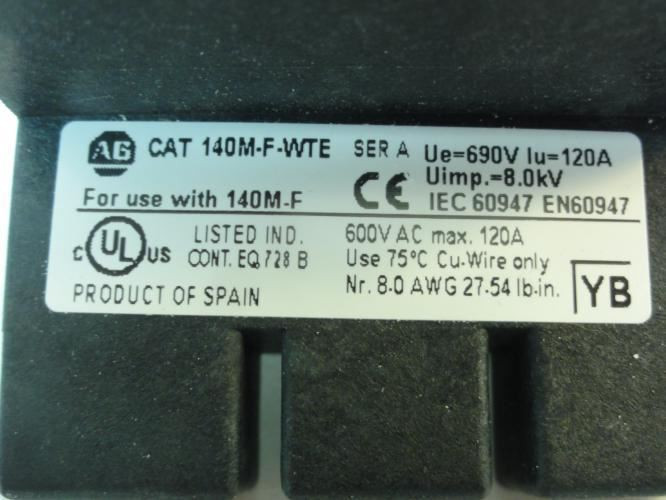 AB CAT 140M-F-WTE SER A Ue=690V Iu=120A
Uimp.=8.0kV
For use with 140M-F CE IEC 60947 EN60947
C UL US LISTED IND. 600V AC max. 120A
CONT. EQ 728 B Use 75°C Cu-Wire only
PRODUCT OF SPAIN Nr. 8-0 AWG 27-54 lb-in. YB